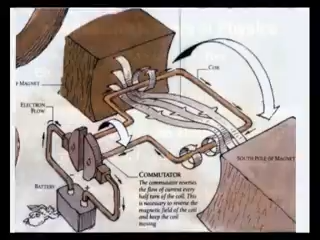 COIL
P MAGNET
ELECTRON
FLOW
SOUTH POLE OF MAGNET
COMMUTATOR
The commutator reverses
the flow of current every
half turn of the coil. This
is necessary to reverse the
magnetic field of the coil
and keep the coil
moving
BATTERY